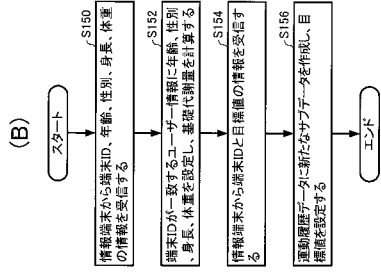 (B)
スタート
S150
情報端末から端末ID、年齢、性別、身長、体重
の情報を受信する
S152
端末IDが一致するユーザー情報に年齢、性別
、身長、体重を設定し、基礎代謝量を計算する
S154
情報端末から端末IDと目標値の情報を受信す
る
S156
運動履歴データに新たなサブデータを作成し、目
標値を設定する
エンド